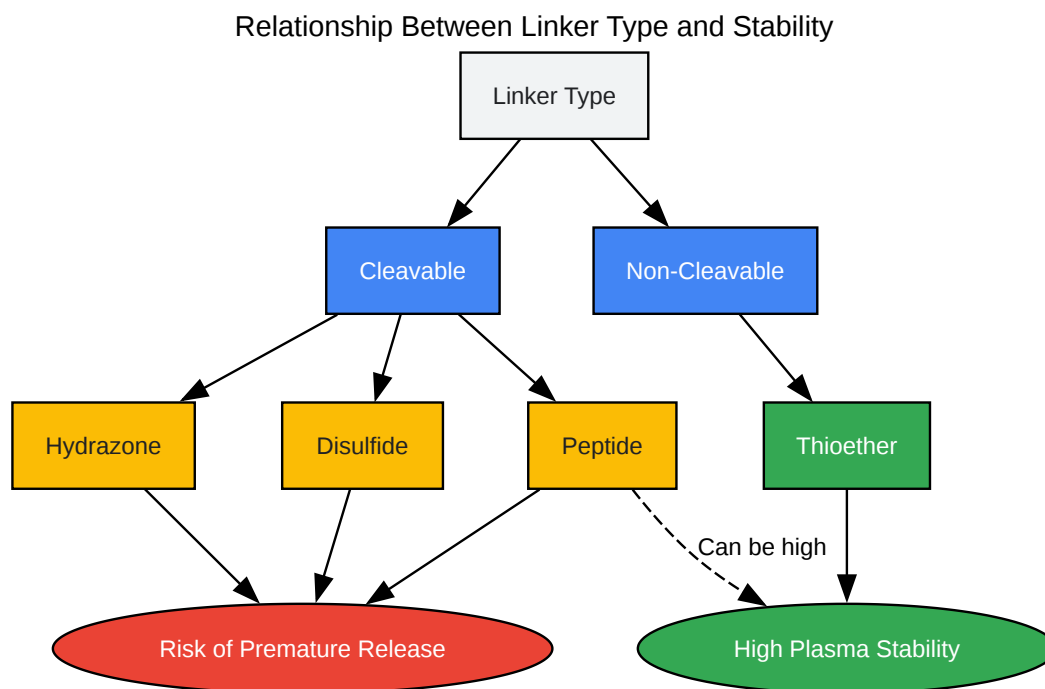 Relationship Between Linker Type and Stability
Linker Type
Cleavable
Non-Cleavable
Hydrazone
Disulfide
Peptide
Thioether
Can be high
Risk of Premature Release
High Plasma Stability